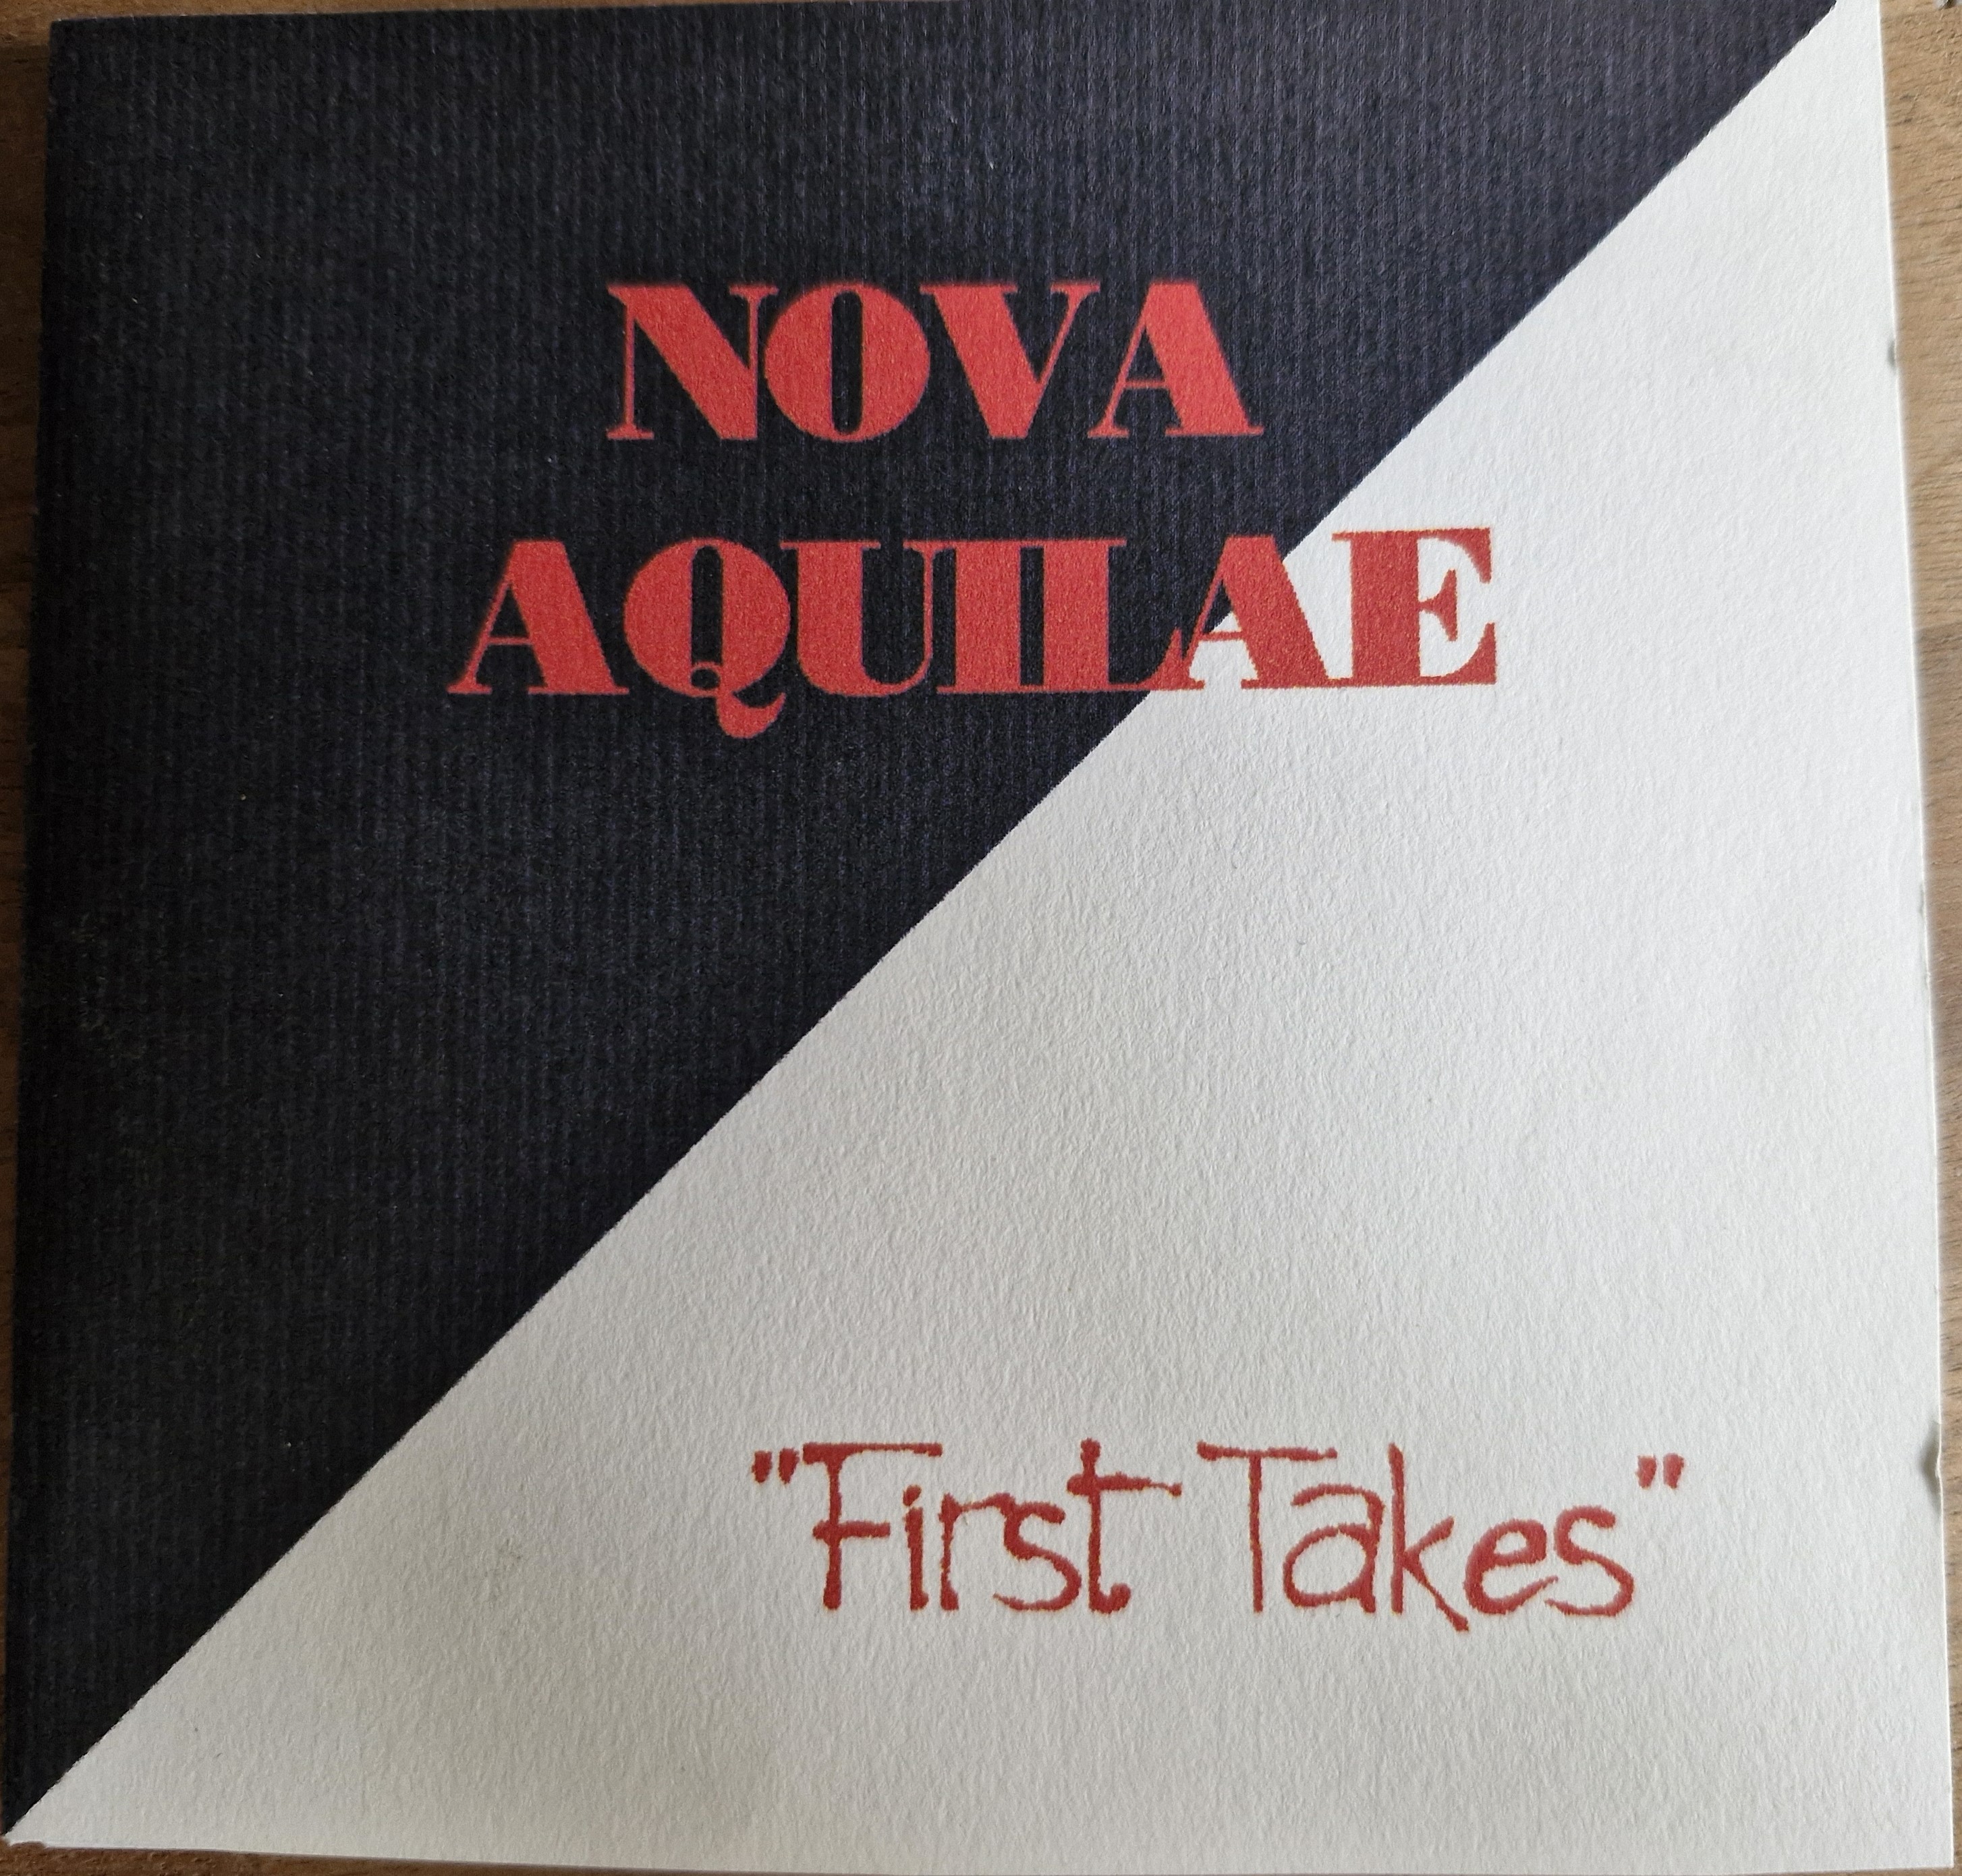 NOVA
AQUILAE
"First Takes"